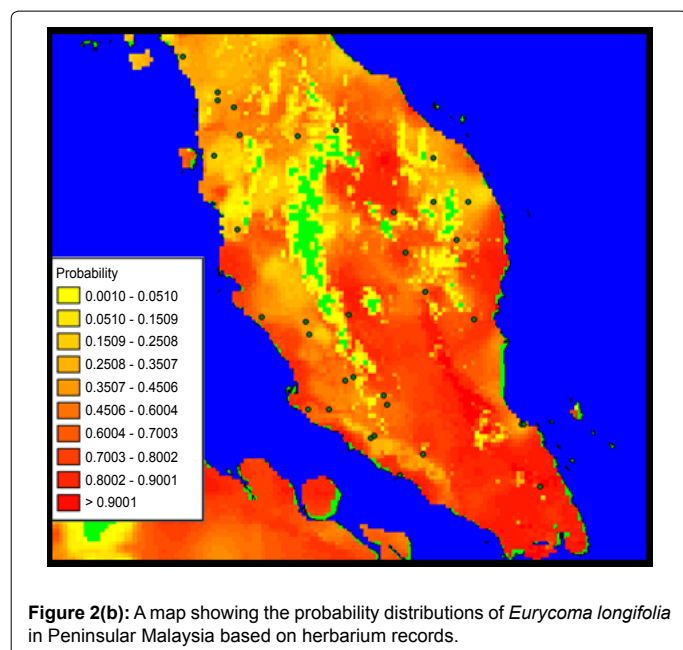 Probability
0.0010 - 0.0510
0.0510 - 0.1509
0.1509 - 0.2508
0.2508 - 0.3507
0.3507 - 0.4506
0.4506 - 0.6004
0.6004 - 0.7003
0.7003 - 0.8002
0.8002 - 0.9001
> 0.9001
Figure 2(b): A map showing the probability distributions of Eurycoma longifolia
in Peninsular Malaysia based on herbarium records.